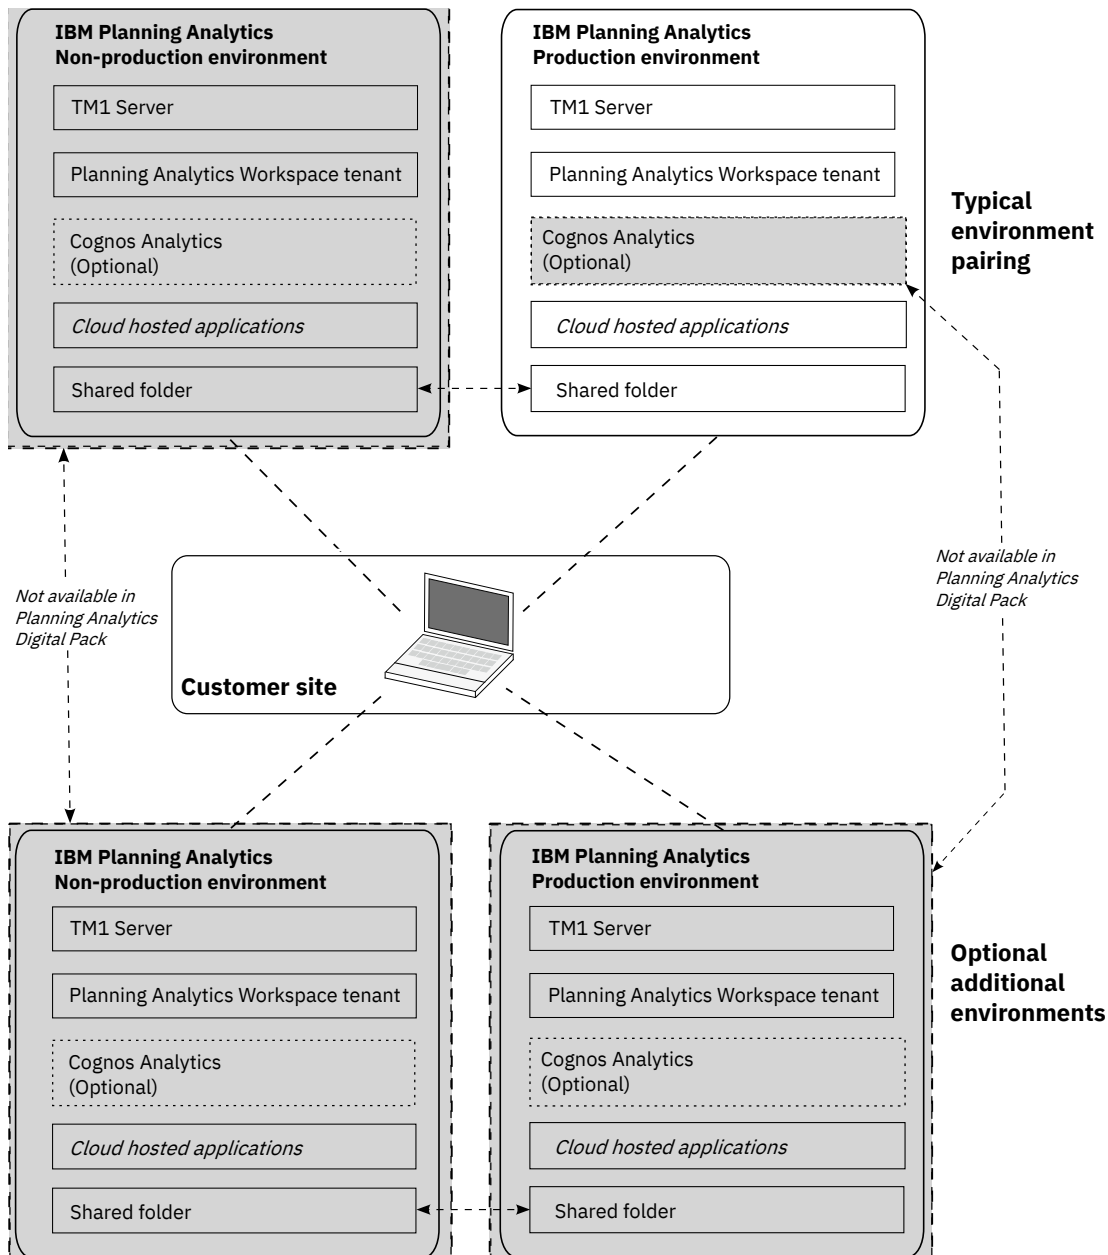 IBM Planning Analytics
Non-production environment
TM1 Server
Planning Analytics Workspace tenant
Cognos Analytics
(Optional)
Cloud hosted applications
Shared folder
IBM Planning Analytics
Production environment
TM1 Server
Planning Analytics Workspace tenant
Cognos Analytics
(Optional)
Cloud hosted applications
Shared folder
Typical
environment
pairing
Not available in
Planning Analytics
Digital Pack
Customer site
Not available in
Planning Analytics
Digital Pack
IBM Planning Analytics
Non-production environment
TM1 Server
Planning Analytics Workspace tenant
Cognos Analytics
(Optional)
Cloud hosted applications
Shared folder
IBM Planning Analytics
Production environment
TM1 Server
Planning Analytics Workspace tenant
Cognos Analytics
(Optional)
Cloud hosted applications
Shared folder
Optional
additional
environments